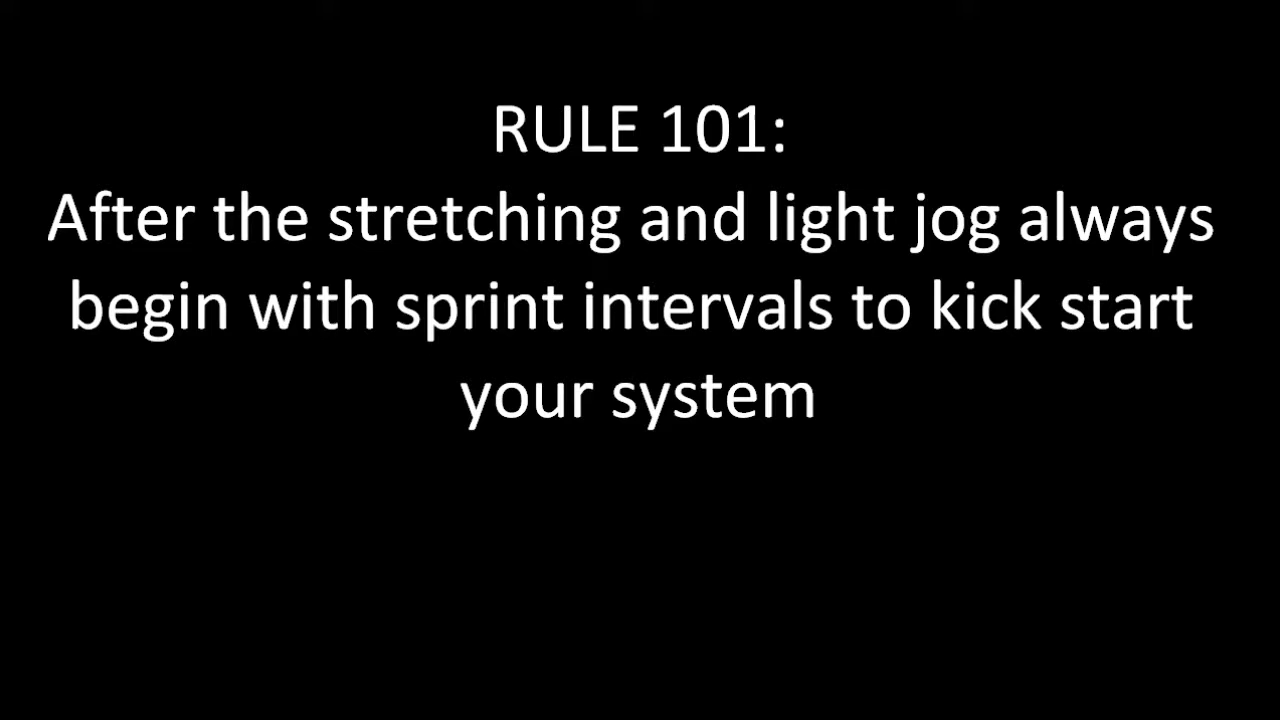 RULE 101:
After the stretching and light jog always
begin with sprint intervals to kick start
your system